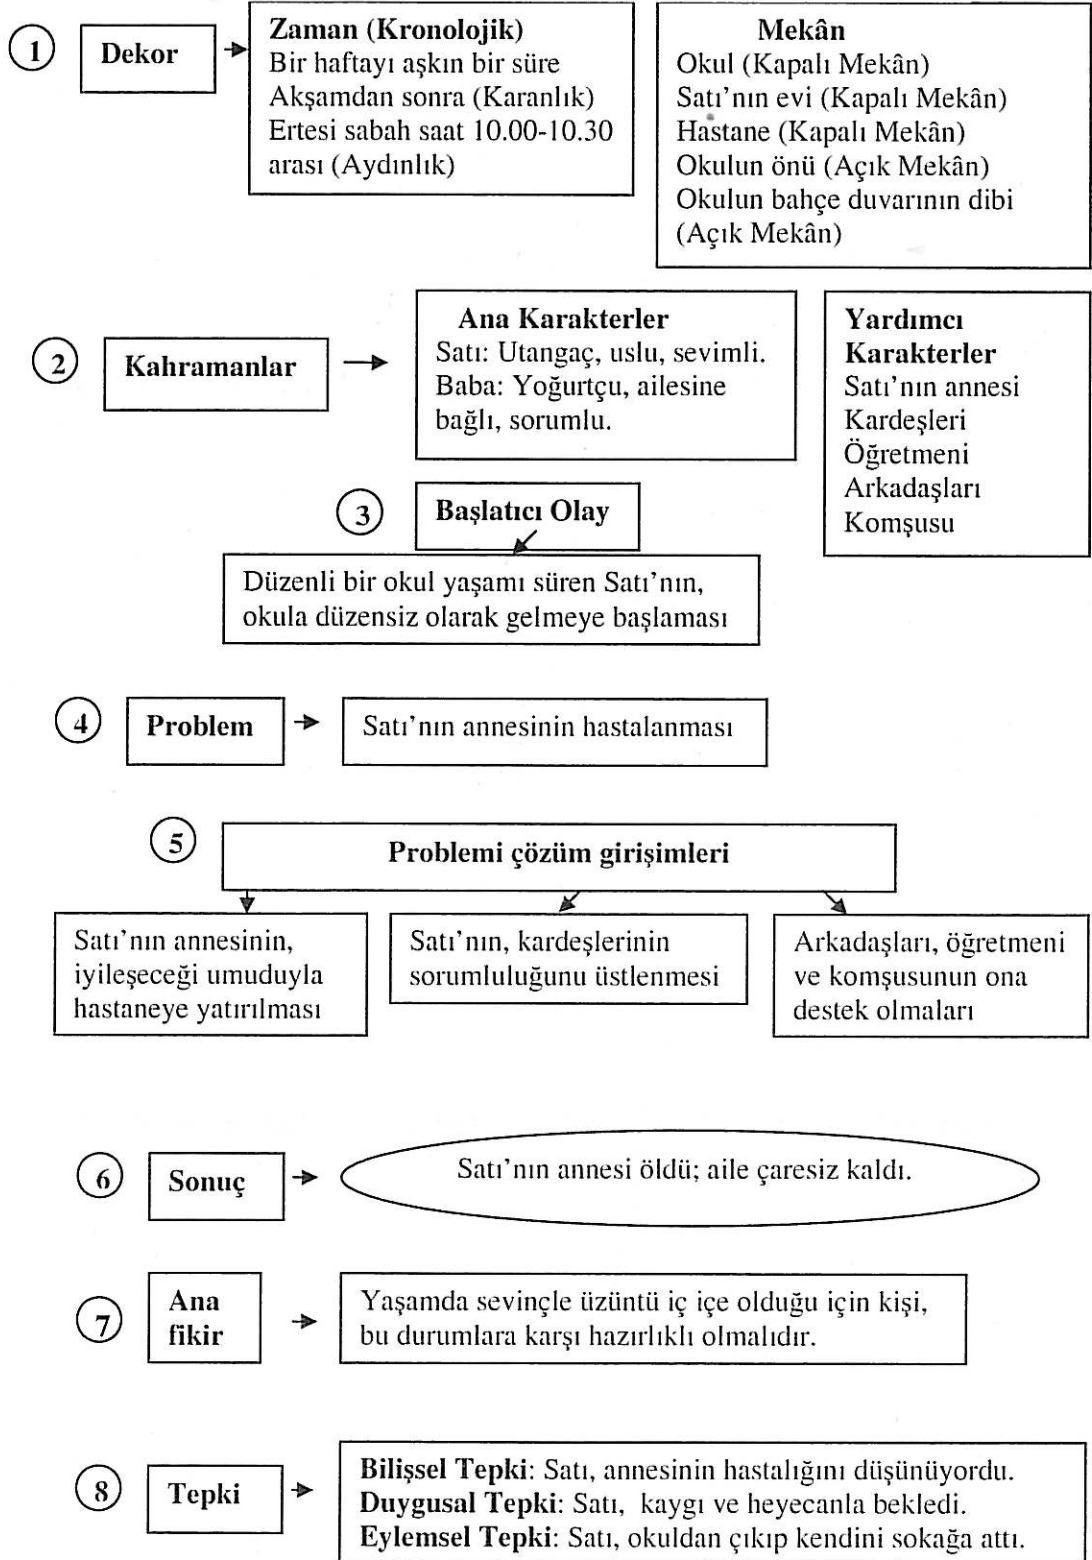 1
Dekor
Zaman (Kronolojik)
Bir haftayı aşkın bir süre
Akşamdan sonra (Karanlık)
Ertesi sabah saat 10.00-10.30
arası (Aydınlık)
Mekân
Okul (Kapalı Mekân)
Satı'nın evi (Kapalı Mekân)
Hastane (Kapalı Mekân)
Okulun önü (Açık Mekân)
Okulun bahçe duvarının dibi
(Açık Mekân)
2
Kahramanlar
Ana Karakterler
Satı: Utangaç, uslu, sevimli.
Baba: Yoğurtçu, ailesine
bağlı, sorumlu.
Yardımcı
Karakterler
Satı'nın annesi
Kardeşleri
Öğretmeni
Arkadaşları
Komşusu
3
Başlatıcı Olay
Düzenli bir okul yaşamı süren Satı'nın,
okula düzensiz olarak gelmeye başlaması
4
Problem
Satı'nın annesinin hastalanması
5
Problemi çözüm girişimleri
Satı'nın annesinin,
iyileşeceği umuduyla
hastaneye yatırılması
Satı'nın, kardeşlerinin
sorumluluğunu üstlenmesi
Arkadaşları, öğretmeni
ve komşusunun ona
destek olmaları
6
Sonuç
Satı'nın annesi öldü; aile çaresiz kaldı.
7
Ana
fikir
Yaşamda sevinçle üzüntü iç içe olduğu için kişi,
bu durumlara karşı hazırlıklı olmalıdır.
8
Tepki
Bilişsel Tepki: Satı, annesinin hastalığını düşünüyordu.
Duygusal Tepki: Satı, kaygı ve heyecanla bekledi.
Eylemsel Tepki: Satı, okuldan çıkıp kendini sokağa attı.